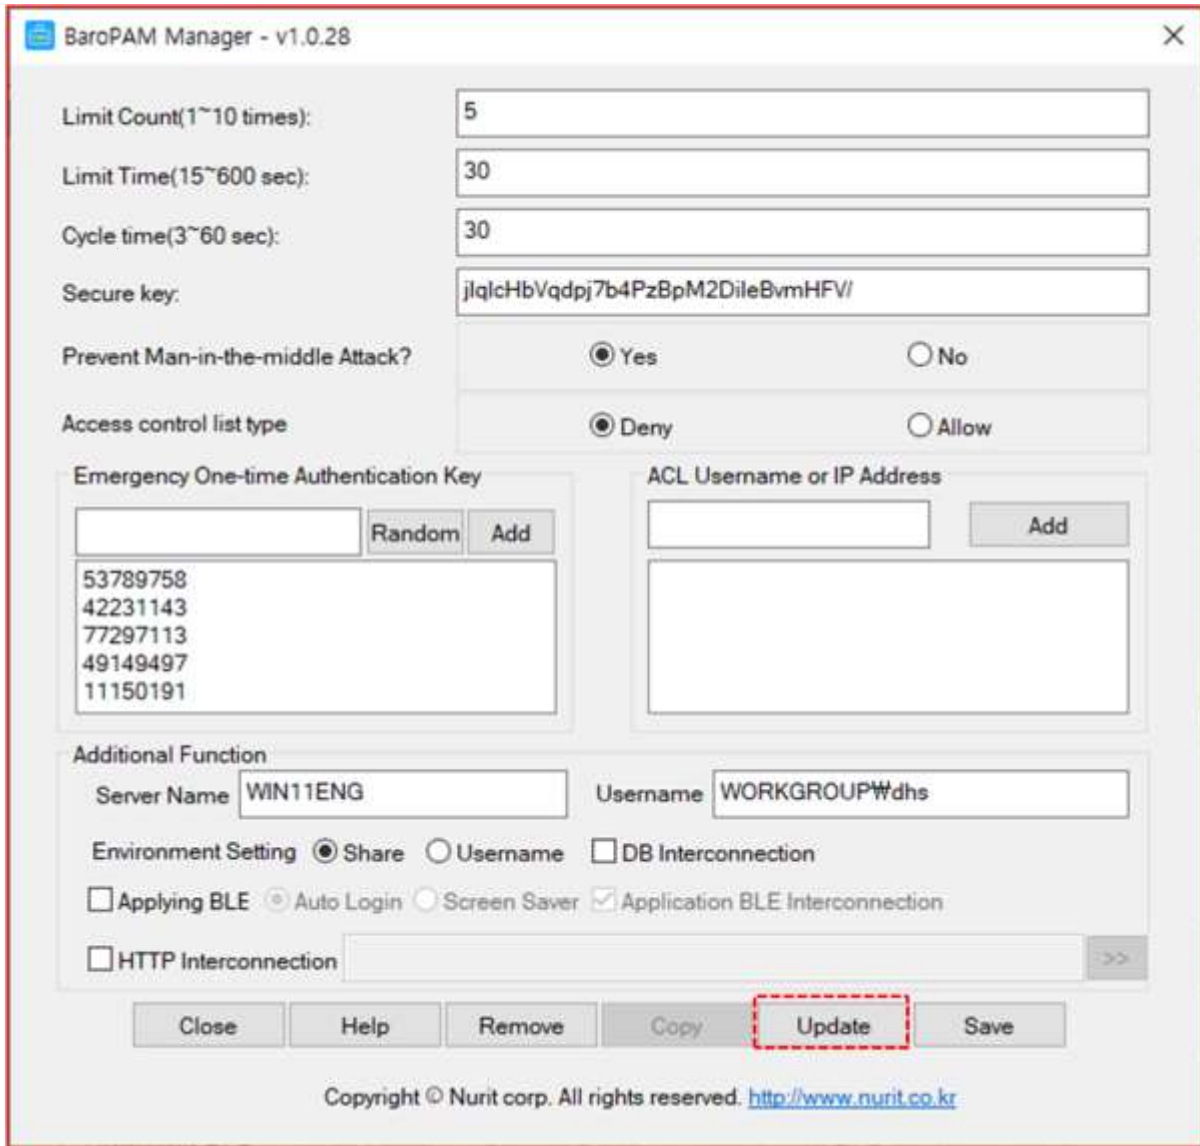 BaroPAM Manager - v1.0.28
Limit Count(1~10 times): 5
Limit Time(15~600 sec): 30
Cycle time(3~60 sec): 30
Secure key: jIqlcHbVqdpj7b4PzBpM2DileBvmHFV/
Prevent Man-in-the-middle Attack? Yes No
Access control list type Deny Allow
Emergency One-time Authentication Key ACL Username or IP Address
Random Add Add
53789758
42231143
77297113
49149497
11150191
Additional Function
Server Name WIN11ENG Username WORKGROUP₩dhs
Environment Setting Share Username DB Interconnection
Applying BLE Auto Login Screen Saver Application BLE Interconnection
HTTP Interconnection >>
Close Help Remove Copy Update Save
Copyright © Nurit corp. All rights reserved. http://www.nurit.co.kr